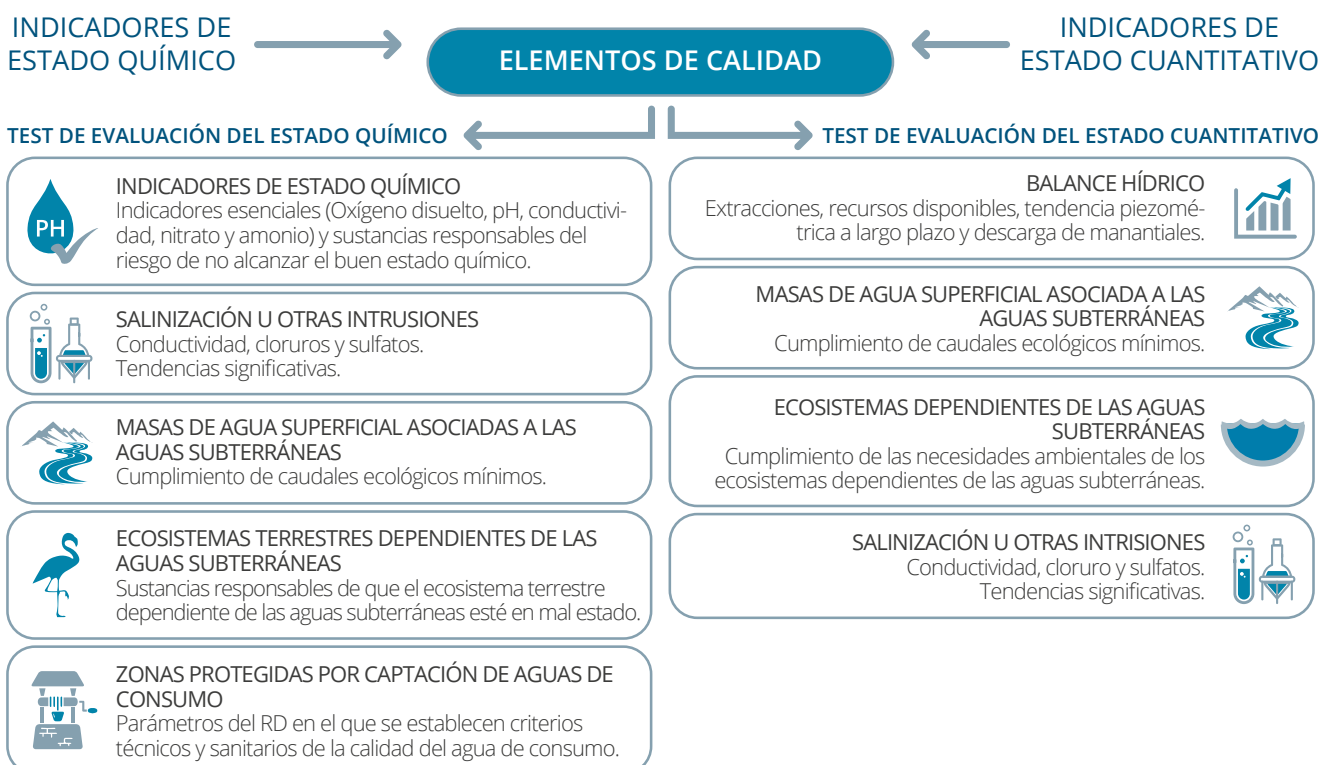 INDICADORES DE
ESTADO QUÍMICO
ELEMENTOS DE CALIDAD
INDICADORES DE
ESTADO CUANTITATIVO
TEST DE EVALUACIÓN DEL ESTADO QUÍMICO
PH
INDICADORES DE ESTADO QUÍMICO
Indicadores esenciales (Oxígeno disuelto, pH, conductivi-
dad, nitrato y amonio) y sustancias responsables del
riesgo de no alcanzar el buen estado químico.
SALINIZACIÓN U OTRAS INTRUSIONES
Conductividad, cloruros y sulfatos.
Tendencias significativas.
MASAS DE AGUA SUPERFICIAL ASOCIADAS A LAS
AGUAS SUBTERRÁNEAS
Cumplimiento de caudales ecológicos mínimos.
ECOSISTEMAS TERRESTRES DEPENDIENTES DE LAS
AGUAS SUBTERRÁNEAS
Sustancias responsables de que el ecosistema terrestre
dependiente de las aguas subterráneas esté en mal estado.
ZONAS PROTEGIDAS POR CAPTACIÓN DE AGUAS DE
CONSUMO
Parámetros del RD en el que se establecen criterios
técnicos y sanitarios de la calidad del agua de consumo.
TEST DE EVALUACIÓN DEL ESTADO CUANTITATIVO
BALANCE HÍDRICO
Extracciones, recursos disponibles, tendencia piezomé-
trica a largo plazo y descarga de manantiales.
MASAS DE AGUA SUPERFICIAL ASOCIADA A LAS
AGUAS SUBTERRÁNEAS
Cumplimiento de caudales ecológicos mínimos.
ECOSISTEMAS DEPENDIENTES DE LAS AGUAS
SUBTERRÁNEAS
Cumplimiento de las necesidades ambientales de los
ecosistemas dependientes de las aguas subterráneas.
SALINIZACIÓN U OTRAS INTRISIONES
Conductividad, cloruro y sulfatos.
Tendencias significativas.